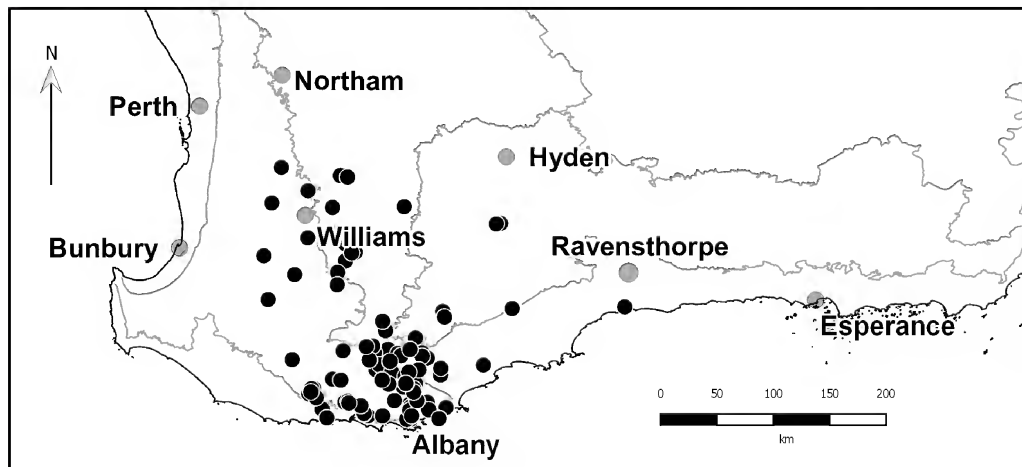 N
Northam
Perth
Hyden
Williams
Bunbury
Ravensthorpe
Esperance
0 50 100 150 200
km
Albany